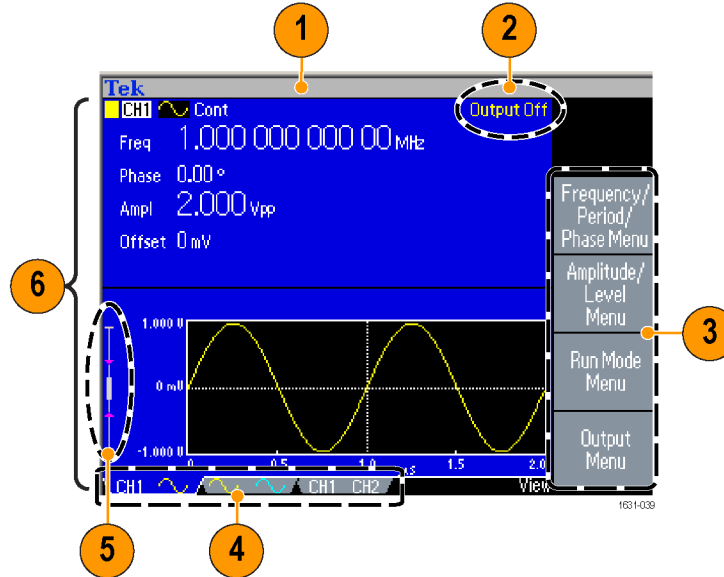 1
2
Tek
CH1 Cont
Output Off
Freq 1.000 000 000 00 MHz
Phase 0.00 °
Ampl 2.000 Vpp
Offset 0 mV
Frequency/
Period/
Phase Menu
Amplitude/
Level
Menu
Run Mode
Menu
Output
Menu
3
6
1.000 U
0 mU
-1.000 U
0 0.5 1.0 1.5 2.0
µs
CH1
CH1 CH2
View
1631-039
5
4